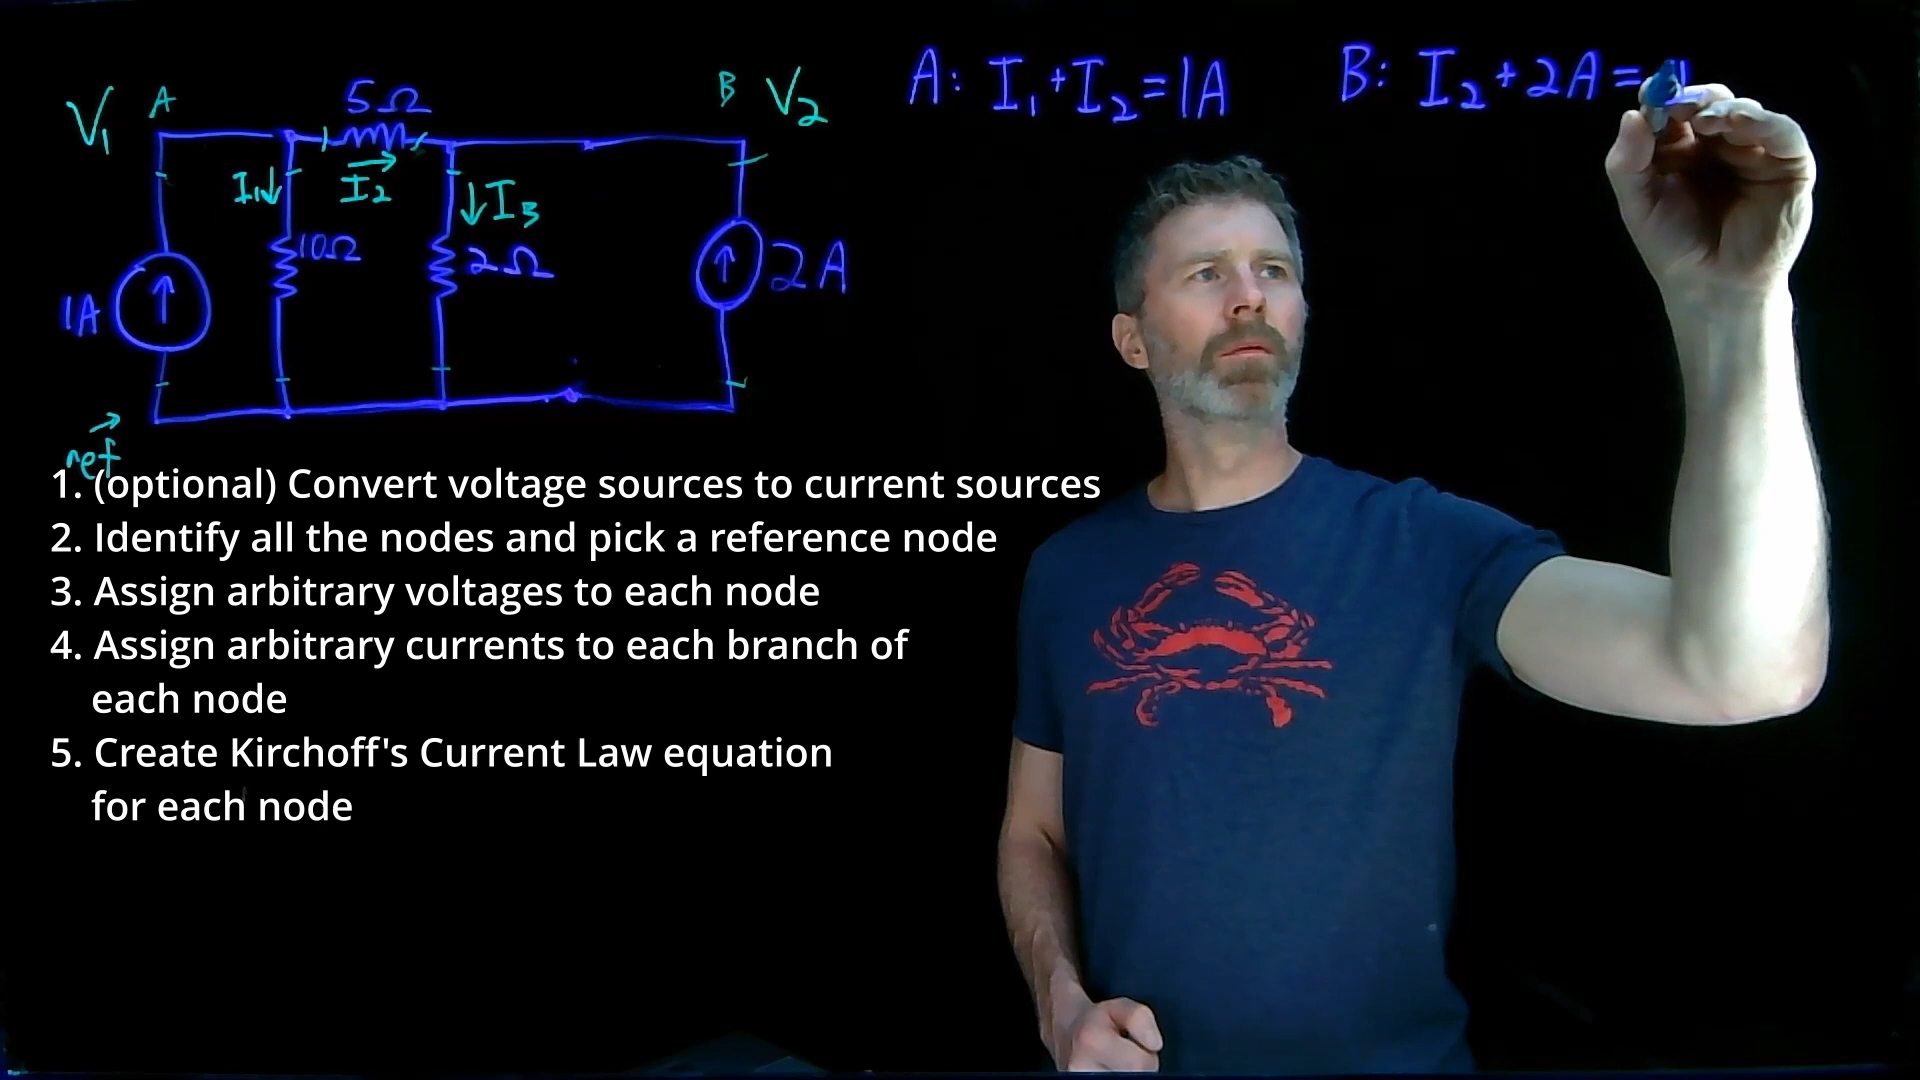 A: I₁+I₂=1A
B: I₂+2A=
V₁
A
5Ω
B
V₂
I₁↓
I₂
↓I₃
10Ω
2Ω
1A
2A
ref
1. (optional) Convert voltage sources to current sources
2. Identify all the nodes and pick a reference node
3. Assign arbitrary voltages to each node
4. Assign arbitrary currents to each branch of
each node
5. Create Kirchoff's Current Law equation
for each node